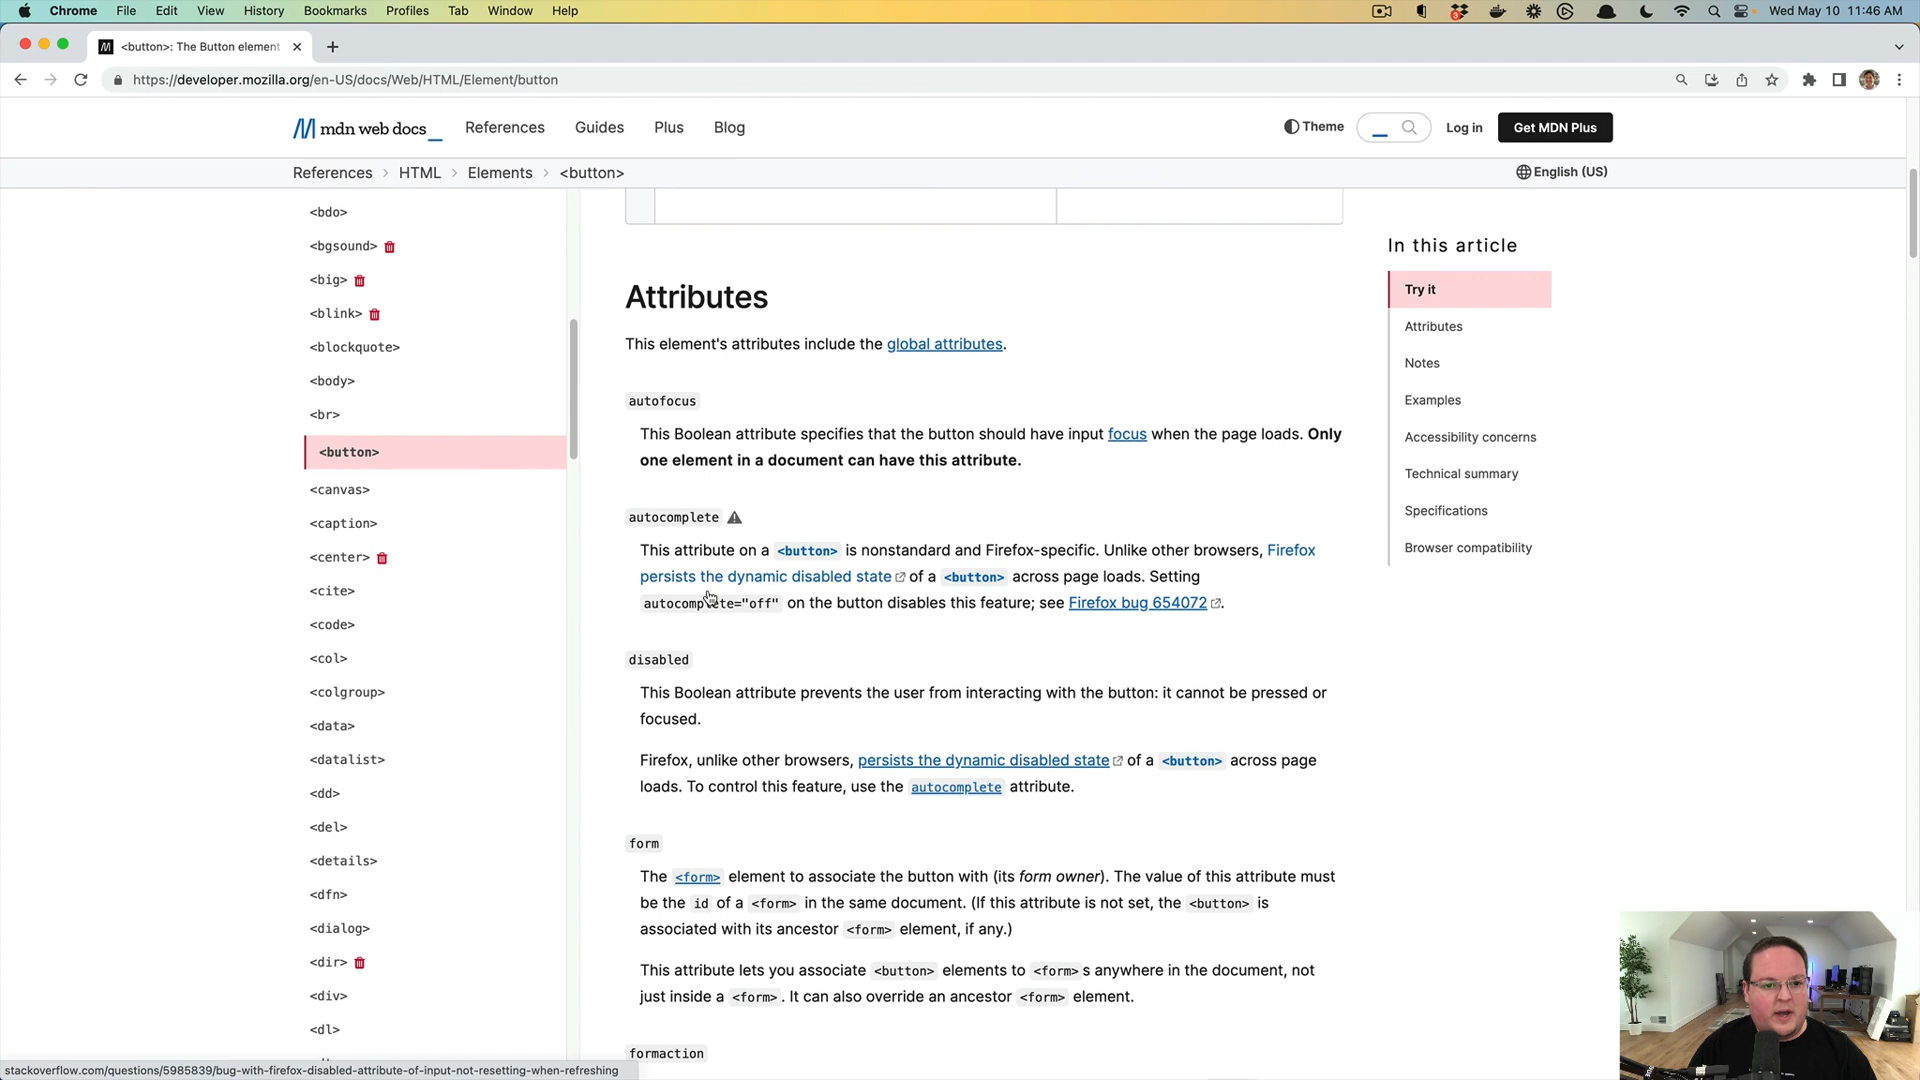 Chrome File Edit View History Bookmarks Profiles Tab Window Help
3
Wed May 10 11:46 AM
<button>: The Button element
https://developer.mozilla.org/en-US/docs/Web/HTML/Element/button
mdn web docs_
References Guides Plus Blog
Theme
Log in
Get MDN Plus
References > HTML > Elements > <button>
English (US)
<bdo>
<bgsound>
<big>
<blink>
<blockquote>
<body>
<br>
<button>
<canvas>
<caption>
<center>
<cite>
<code>
<col>
<colgroup>
<data>
<datalist>
<dd>
<del>
<details>
<dfn>
<dialog>
<dir>
<div>
<dl>
Attributes
This element's attributes include the global attributes.
autofocus
This Boolean attribute specifies that the button should have input focus when the page loads. Only
one element in a document can have this attribute.
autocomplete
This attribute on a <button> is nonstandard and Firefox-specific. Unlike other browsers, Firefox
persists the dynamic disabled state of a <button> across page loads. Setting
autocomplete="off" on the button disables this feature; see Firefox bug 654072.
disabled
This Boolean attribute prevents the user from interacting with the button: it cannot be pressed or
focused.
Firefox, unlike other browsers, persists the dynamic disabled state of a <button> across page
loads. To control this feature, use the autocomplete attribute.
form
The <form> element to associate the button with (its form owner). The value of this attribute must
be the id of a <form> in the same document. (If this attribute is not set, the <button> is
associated with its ancestor <form> element, if any.)
This attribute lets you associate <button> elements to <form>s anywhere in the document, not
just inside a <form>. It can also override an ancestor <form> element.
formaction
In this article
Try it
Attributes
Notes
Examples
Accessibility concerns
Technical summary
Specifications
Browser compatibility
stackoverflow.com/questions/5985839/bug-with-firefox-disabled-attribute-of-input-not-resetting-when-refreshing